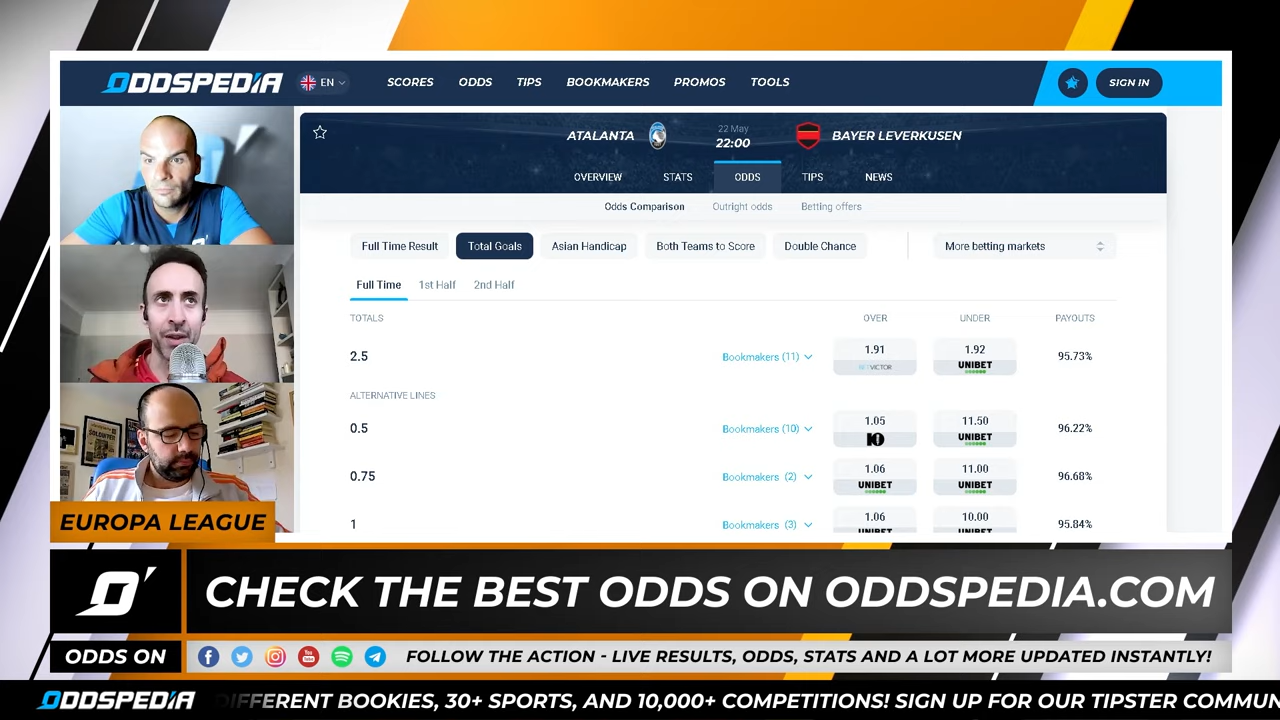 ODDSPEDIA
EN
SCORES
ODDS
TIPS
BOOKMAKERS
PROMOS
TOOLS
SIGN IN
ATALANTA
22 May
22:00
BAYER LEVERKUSEN
OVERVIEW
STATS
ODDS
TIPS
NEWS
Odds Comparison
Outright odds
Betting offers
Full Time Result
Total Goals
Asian Handicap
Both Teams to Score
Double Chance
More betting markets
Full Time
1st Half
2nd Half
TOTALS
OVER
UNDER
PAYOUTS
2.5
Bookmakers (11)
1.91
BETVICTOR
1.92
UNIBET
95.73%
ALTERNATIVE LINES
0.5
Bookmakers (10)
1.05
10
11.50
UNIBET
96.22%
0.75
Bookmakers (2)
1.06
UNIBET
11.00
UNIBET
96.68%
1
Bookmakers (3)
1.06
UNIBET
10.00
UNIBET
95.84%
EUROPA LEAGUE
O'
CHECK THE BEST ODDS ON ODDSPEDIA.COM
ODDS ON
You Tube
FOLLOW THE ACTION - LIVE RESULTS, ODDS, STATS AND A LOT MORE UPDATED INSTANTLY!
ODDSPEDIA
DIFFERENT BOOKIES, 30+ SPORTS, AND 10,000+ COMPETITIONS! SIGN UP FOR OUR TIPSTER COMMUN